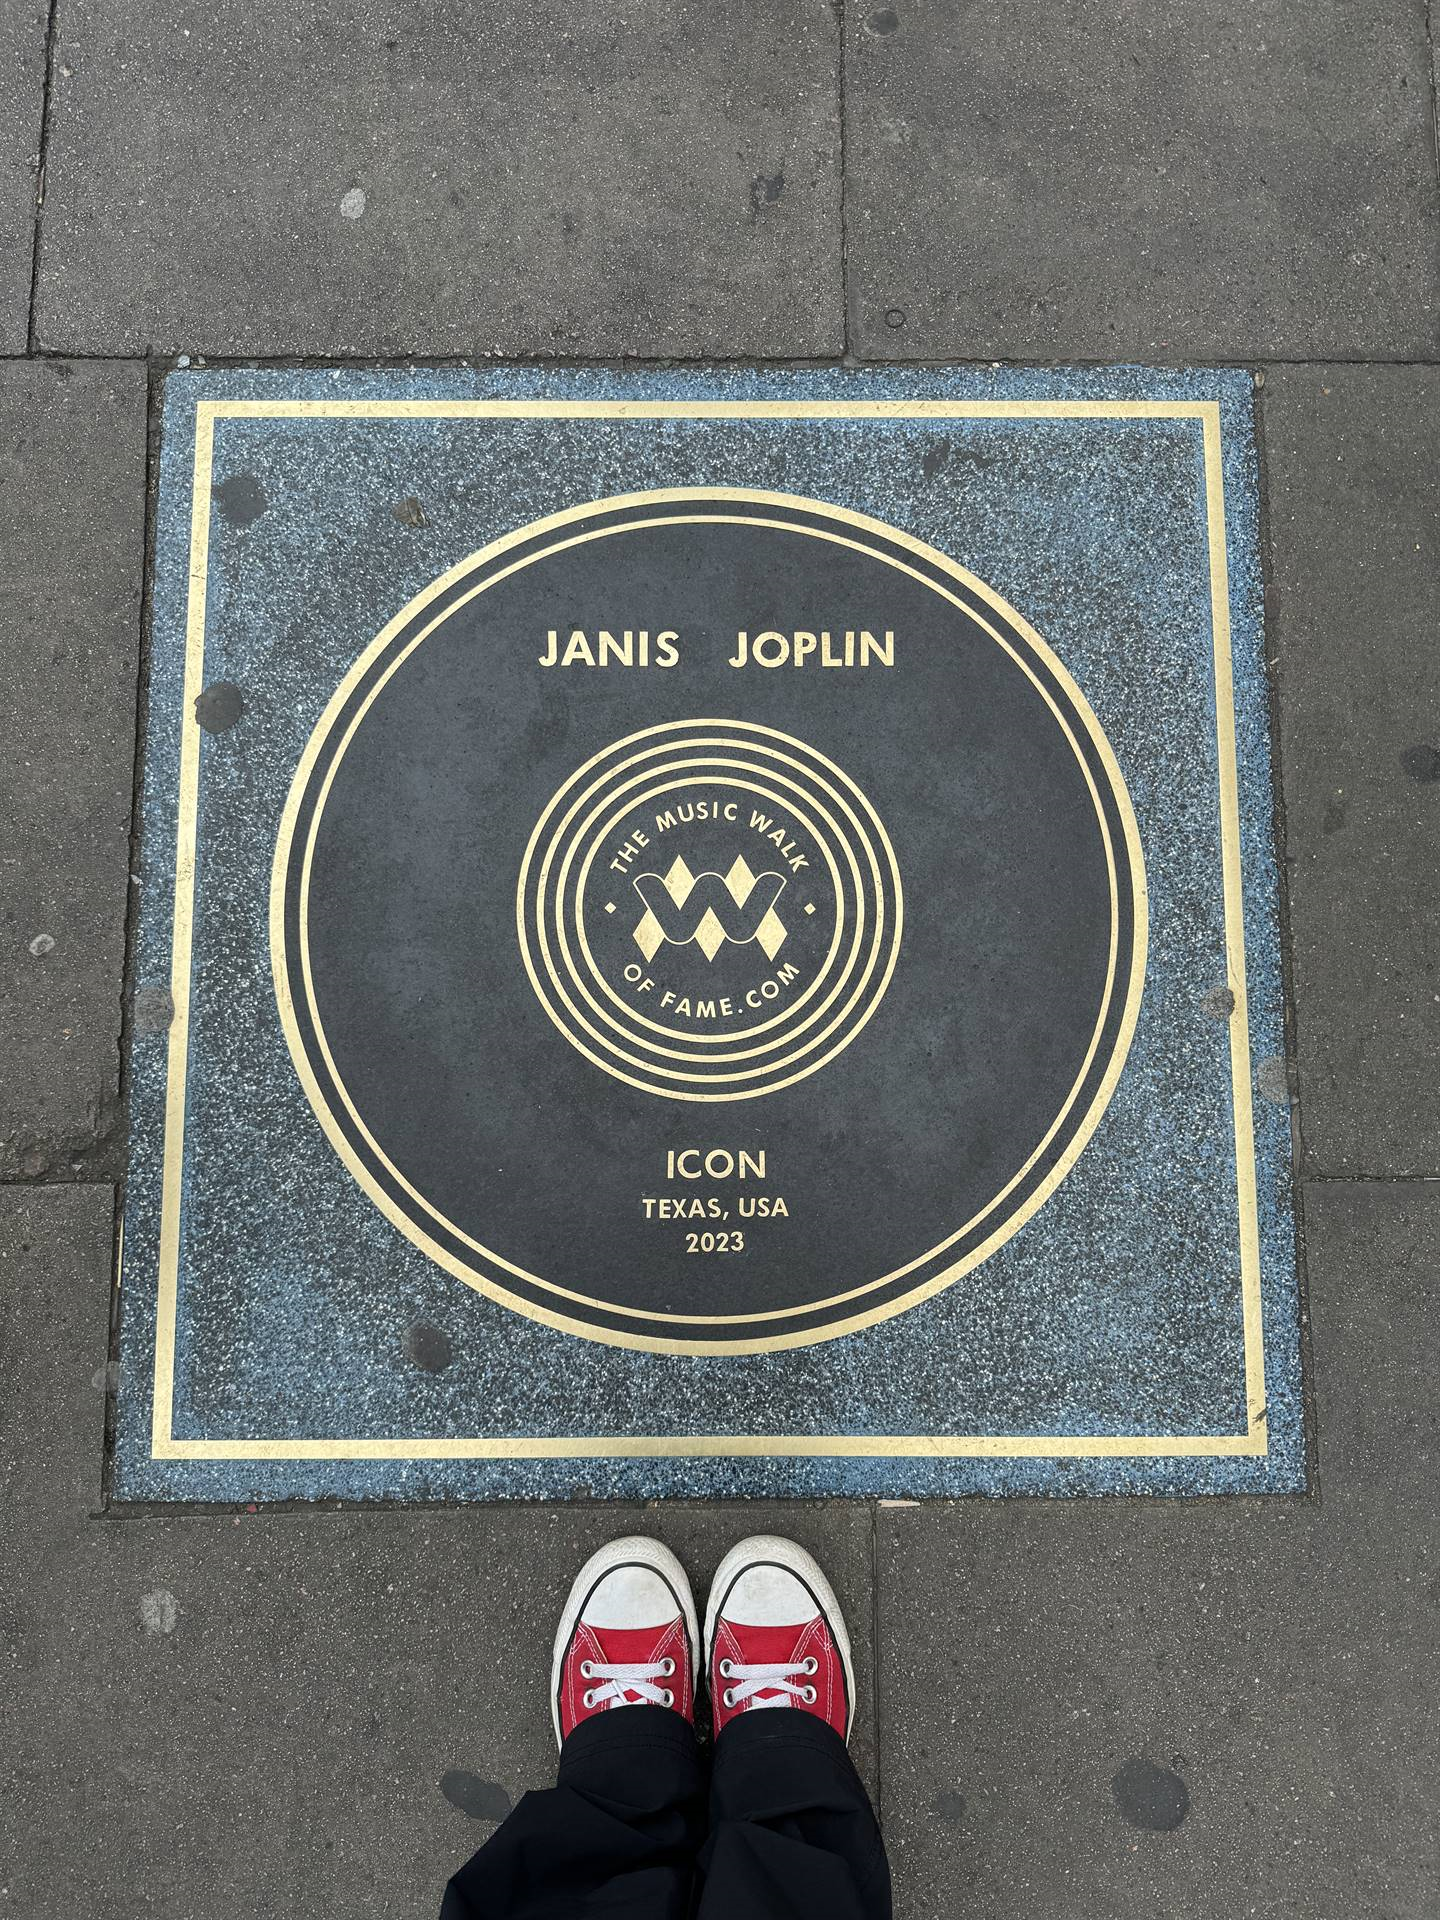 JANIS JOPLIN
THE MUSIC WALK
OF FAME.COM
ICON
TEXAS, USA
2023